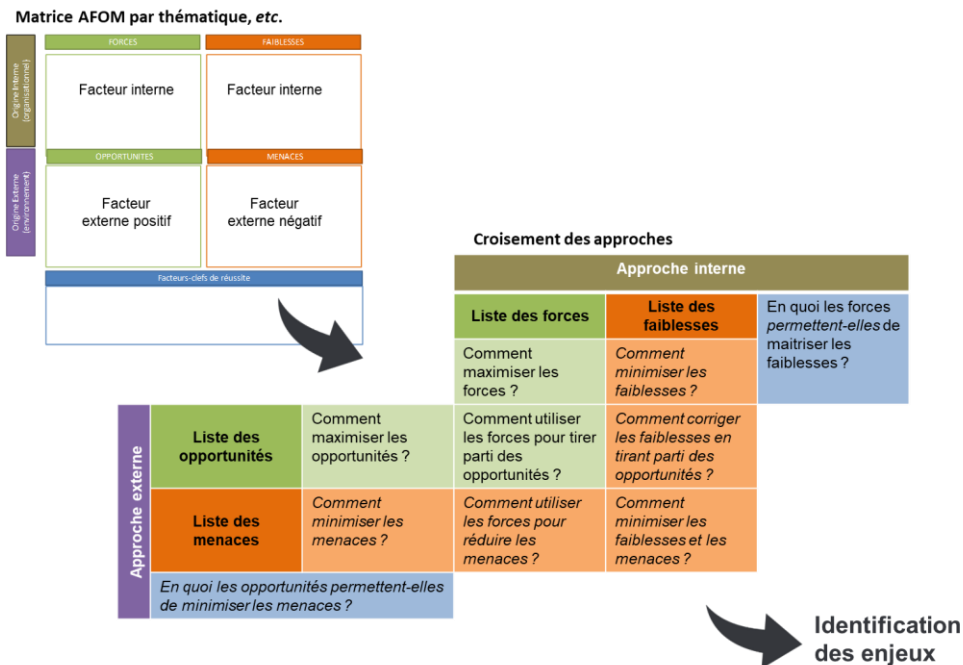 Matrice AFOM par thématique, etc.
FORCES
FAIBLESSES
Origine Interne
(organisationnel)
Facteur interne
Facteur interne
OPPORTUNITES
MENACES
Origine Externe
(environnement)
Facteur
externe positif
Facteur
externe négatif
Facteurs-clefs de réussite
Croisement des approches
Approche interne
Liste des forces
Liste des
faiblesses
En quoi les forces
permettent-elles de
maitriser les
faiblesses ?
Comment
maximiser les
forces ?
Comment
minimiser les
faiblesses ?
Approche externe
Liste des
opportunités
Comment
maximiser les
opportunités ?
Comment utiliser
les forces pour tirer
parti des
opportunités ?
Comment corriger
les faiblesses en
tirant parti des
opportunités ?
Liste des
menaces
Comment
minimiser les
menaces ?
Comment utiliser
les forces pour
réduire les
menaces ?
Comment
minimiser les
faiblesses et les
menaces ?
En quoi les opportunités permettent-elles
de minimiser les menaces ?
Identification
des enjeux